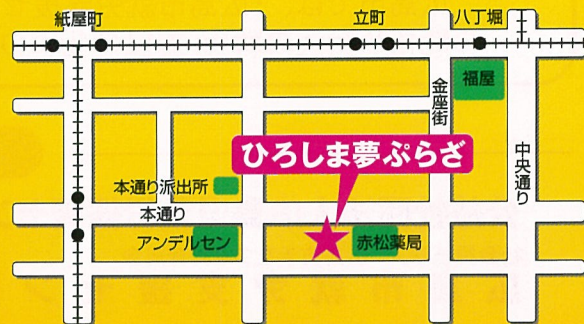 紙屋町
立町
八丁堀
福屋
金座街
ひろしま夢ぷらざ
中央通り
本通り派出所
本通り
アンデルセン
赤松薬局